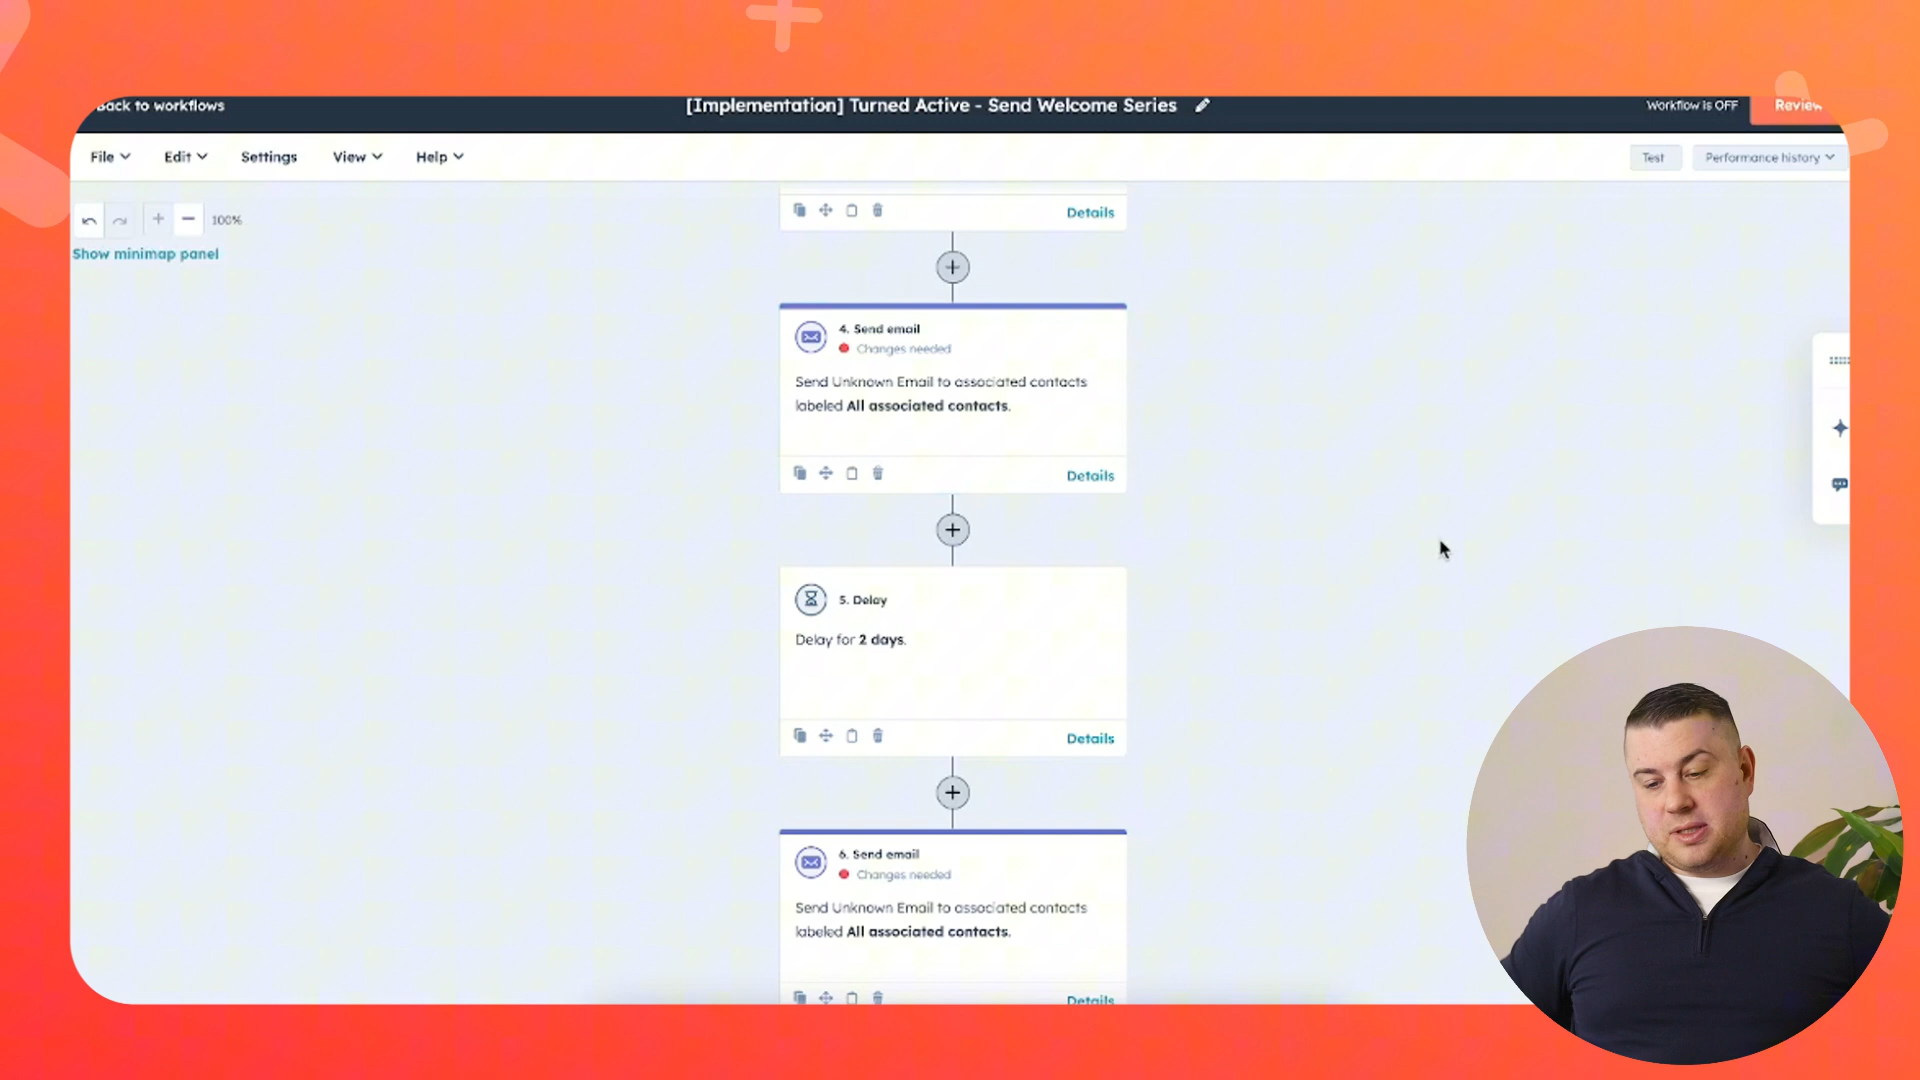 Back to workflows
[Implementation] Turned Active - Send Welcome Series
Workflow is OFF
Review
File
Edit
Settings
View
Help
Test
Performance history
100%
Show minimap panel
Details
4. Send email
Changes needed
Send Unknown Email to associated contacts
labeled All associated contacts.
Details
5. Delay
Delay for 2 days.
Details
6. Send email
Changes needed
Send Unknown Email to associated contacts
labeled All associated contacts.
Details